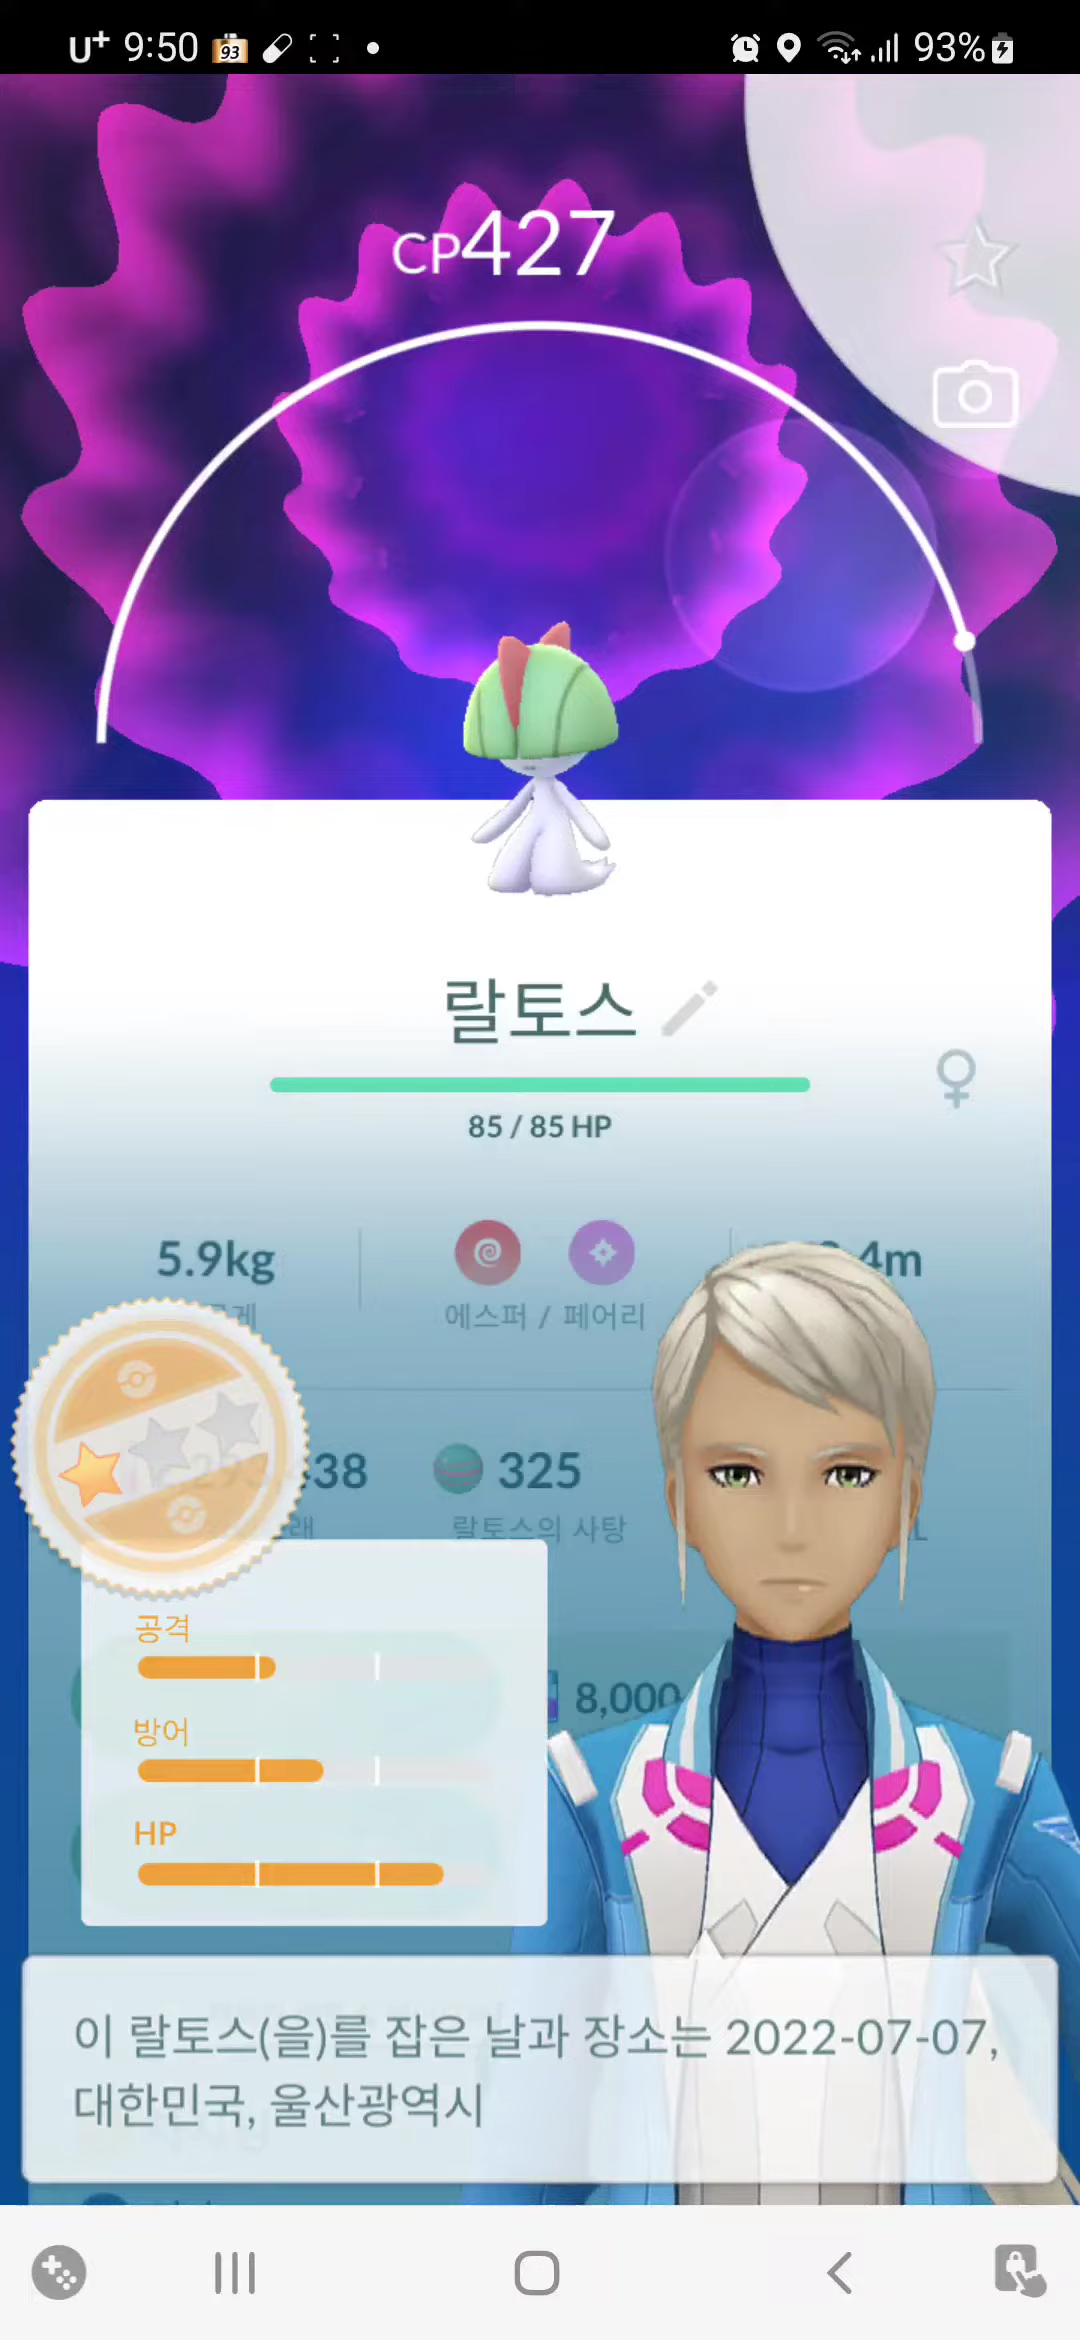 U+ 9:50 93 93%
CP427
랄토스
85 / 85 HP
5.9kg
4m
에스퍼 / 페어리
38
325
랄토스의 사탕
공격
8,000
방어
HP
이 랄토스(을)를 잡은 날과 장소는 2022-07-07,
대한민국, 울산광역시